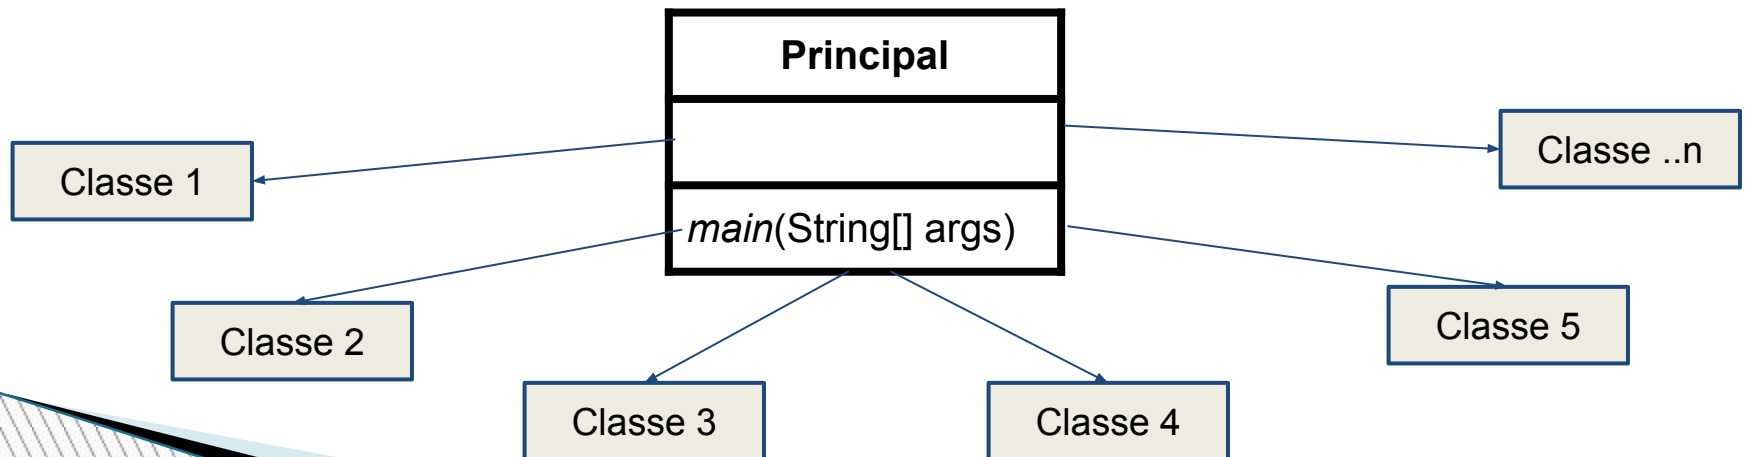 Principal
main(String[] args)
Classe 1
Classe 2
Classe 3
Classe 4
Classe 5
Classe ..n